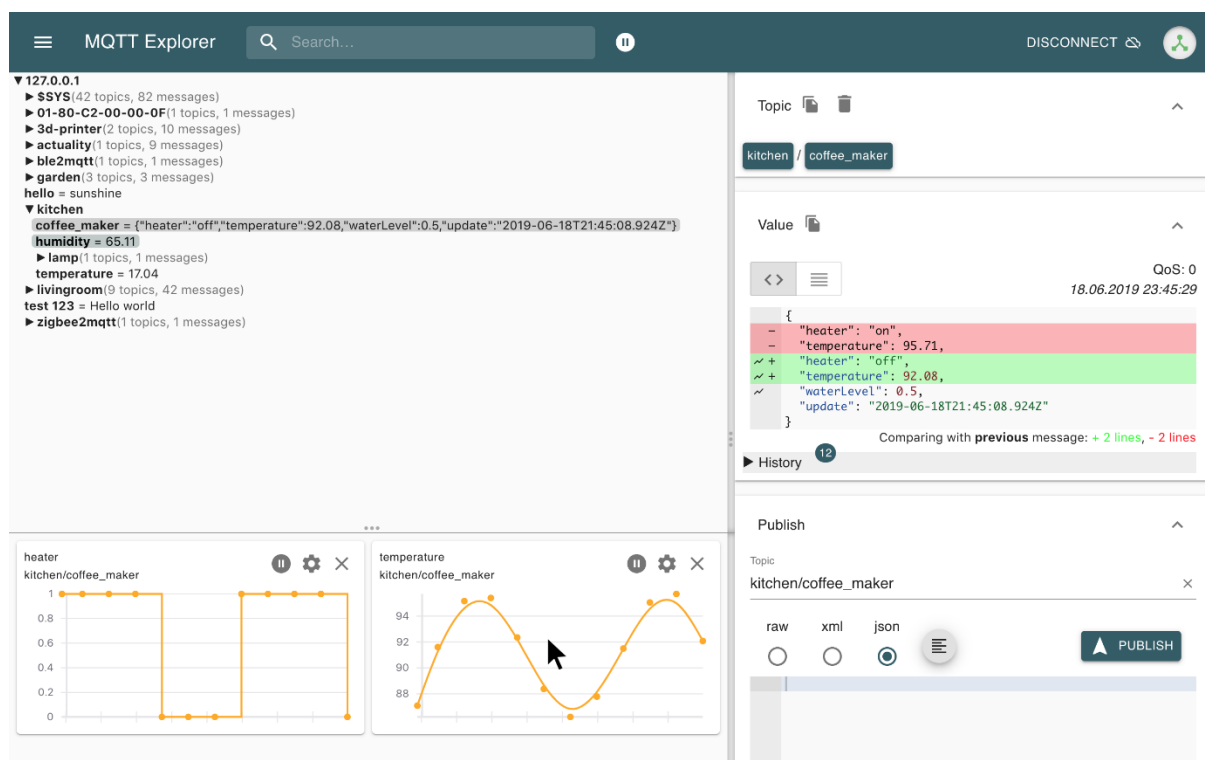 MQTT Explorer
Search...
DISCONNECT
▼127.0.0.1
▶ $SYS(42 topics, 82 messages)
▶ 01-80-C2-00-00-0F(1 topics, 1 messages)
▶ 3d-printer(2 topics, 10 messages)
▶ actuality(1 topics, 9 messages)
▶ ble2mqtt(1 topics, 1 messages)
▶ garden(3 topics, 3 messages)
hello = sunshine
▼ kitchen
coffee_maker = {"heater":"off","temperature":92.08,"waterLevel":0.5,"update":"2019-06-18T21:45:08.924Z"}
humidity = 65.11
▶ lamp(1 topics, 1 messages)
temperature = 17.04
▶ livingroom(9 topics, 42 messages)
test 123 = Hello world
▶ zigbee2mqtt(1 topics, 1 messages)
heater
kitchen/coffee_maker
1
0.8
0.6
0.4
0.2
0
temperature
kitchen/coffee_maker
94
92
90
88
Topic
kitchen / coffee_maker
Value
QoS: 0
18.06.2019 23:45:29
{
- "heater": "on",
- "temperature": 95.71,
+ "heater": "off",
+ "temperature": 92.08,
"waterLevel": 0.5,
"update": "2019-06-18T21:45:08.924Z"
}
Comparing with previous message: + 2 lines, - 2 lines
▶ History 12
Publish
Topic
kitchen/coffee_maker
raw xml json
PUBLISH